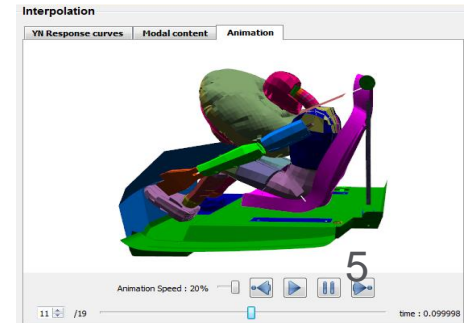 Interpolation
YN Response curves Modal content Animation
5
Animation Speed : 20%
11 /19 time : 0.099998